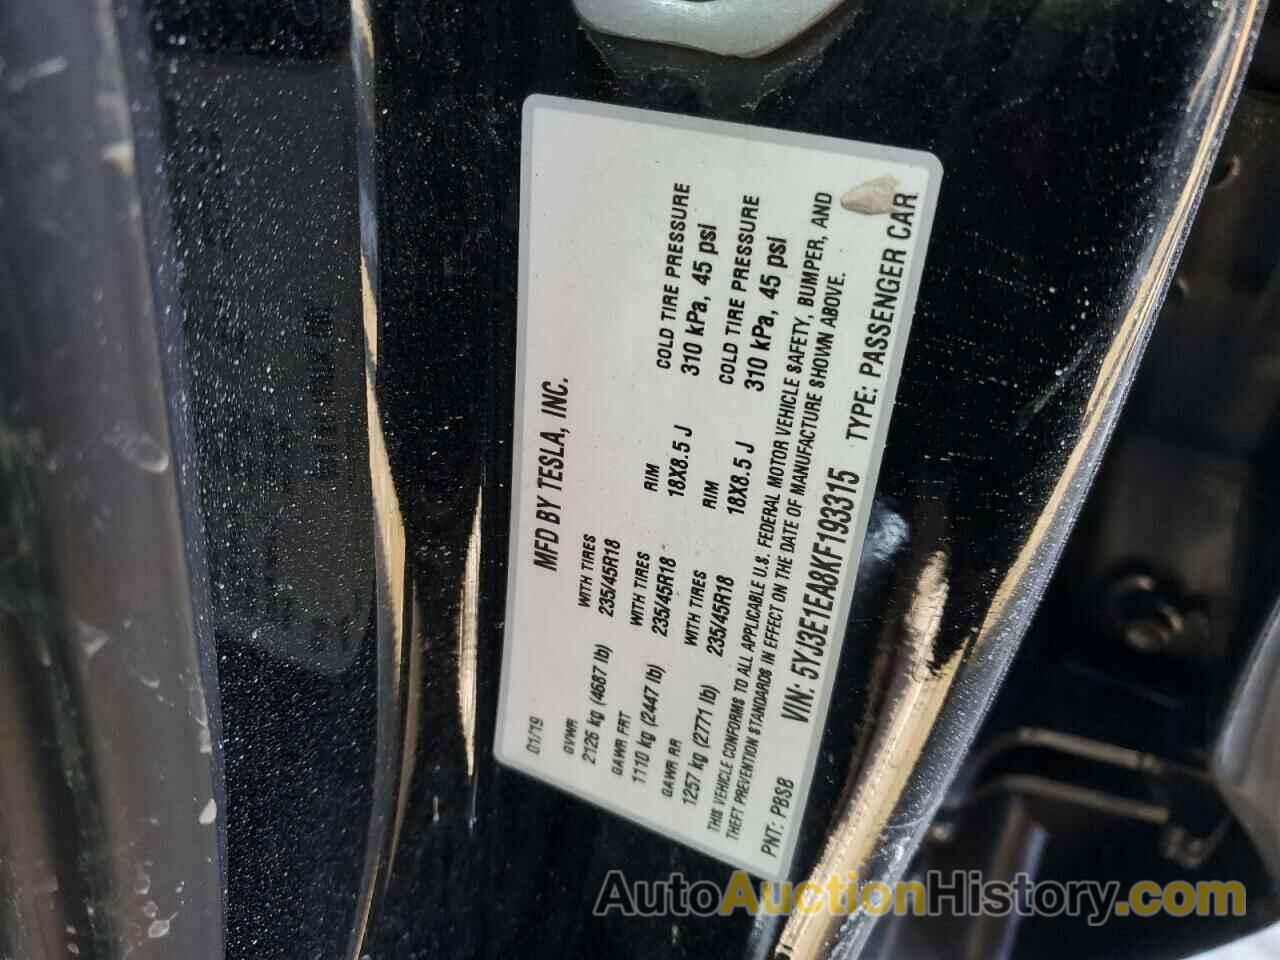 MFD BY TESLA, INC.
01/19
GVWR
2126 kg (4687 lb)
WITH TIRES
235/45R18
GAWR FRT
1110 kg (2447 lb)
WITH TIRES
235/45R18
RIM
18X8.5 J
COLD TIRE PRESSURE
310 kPa, 45 psi
GAWR RR
1257 kg (2771 lb)
WITH TIRES
235/45R18
RIM
18X8.5 J
COLD TIRE PRESSURE
310 kPa, 45 psi
THIS VEHICLE CONFORMS TO ALL APPLICABLE U.S. FEDERAL MOTOR VEHICLE SAFETY, BUMPER, AND
THEFT PREVENTION STANDARDS IN EFFECT ON THE DATE OF MANUFACTURE SHOWN ABOVE.
PNT: PBSB VIN: 5YJ3E1EA8KF193315 TYPE: PASSENGER CAR
AutoAuctionHistory.com